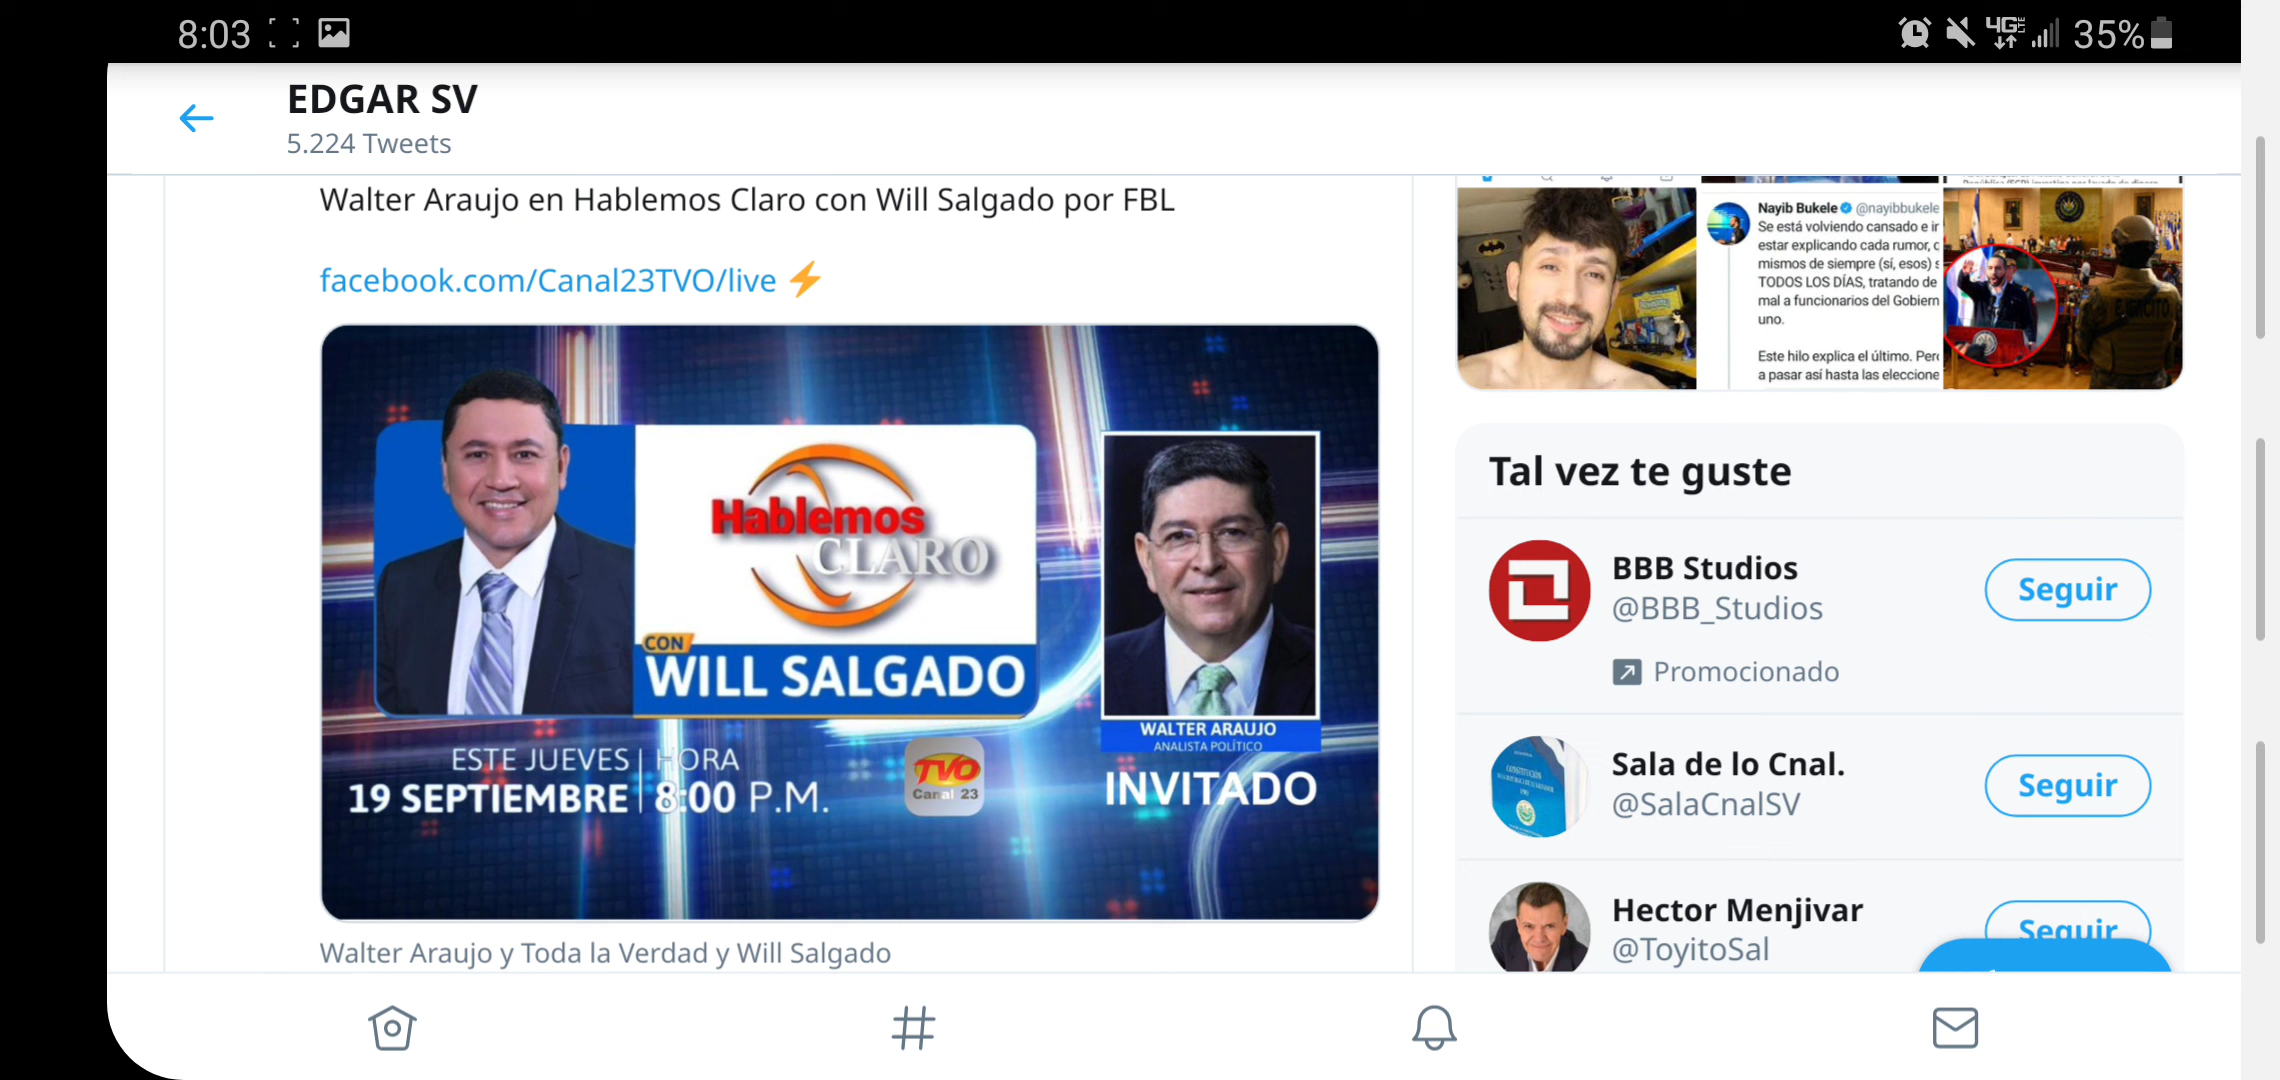 8:03
4G LTE 35%
EDGAR SV
5.224 Tweets
Walter Araujo en Hablemos Claro con Will Salgado por FBL
facebook.com/Canal23TVO/live
Hablemos
CLARO
CON
WILL SALGADO
WALTER ARAUJO
ANALISTA POLÍTICO
INVITADO
ESTE JUEVES | HORA
19 SEPTIEMBRE | 8:00 P.M.
TVO
Canal 23
Walter Araujo y Toda la Verdad y Will Salgado
Nayib Bukele @nayibbukele
Se está volviendo cansado e
estar explicando cada rumor,
mismos de siempre (sí, esos)
TODOS LOS DÍAS, tratando de
mal a funcionarios del Gobiern
uno.
Este hilo explica el último. Per
a pasar así hasta las eleccione
EJERCITO
Tal vez te guste
BBB Studios
@BBB_Studios
Seguir
Promocionado
Sala de lo Cnal.
@SalaCnalSV
Seguir
CONSTITUCIÓN
Hector Menjivar
@ToyitoSal
Seguir